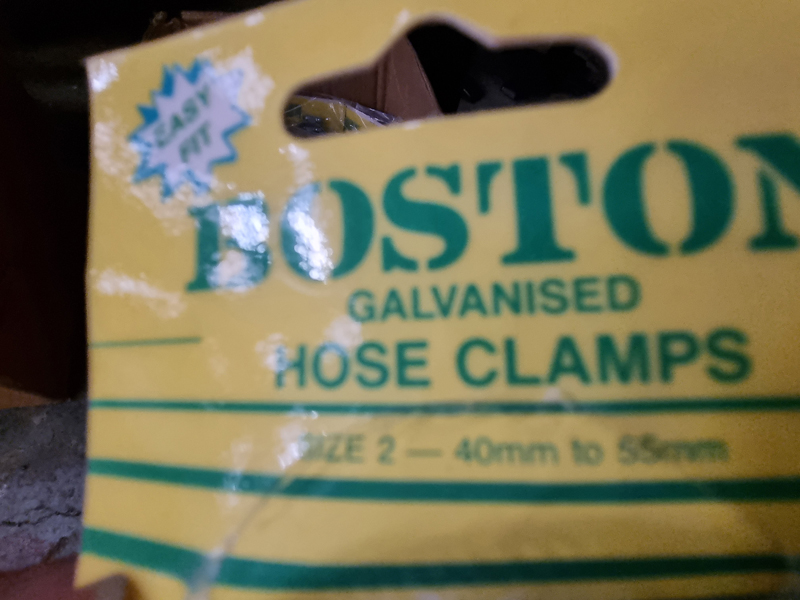 EASY
FIT
BOSTON
GALVANISED
HOSE CLAMPS
SIZE 2 — 40mm to 55mm